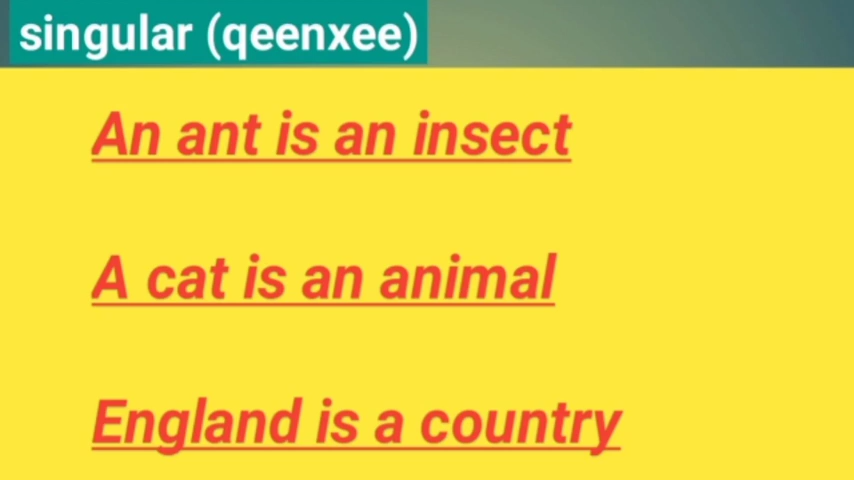 singular (qeenxee)
An ant is an insect
A cat is an animal
England is a country